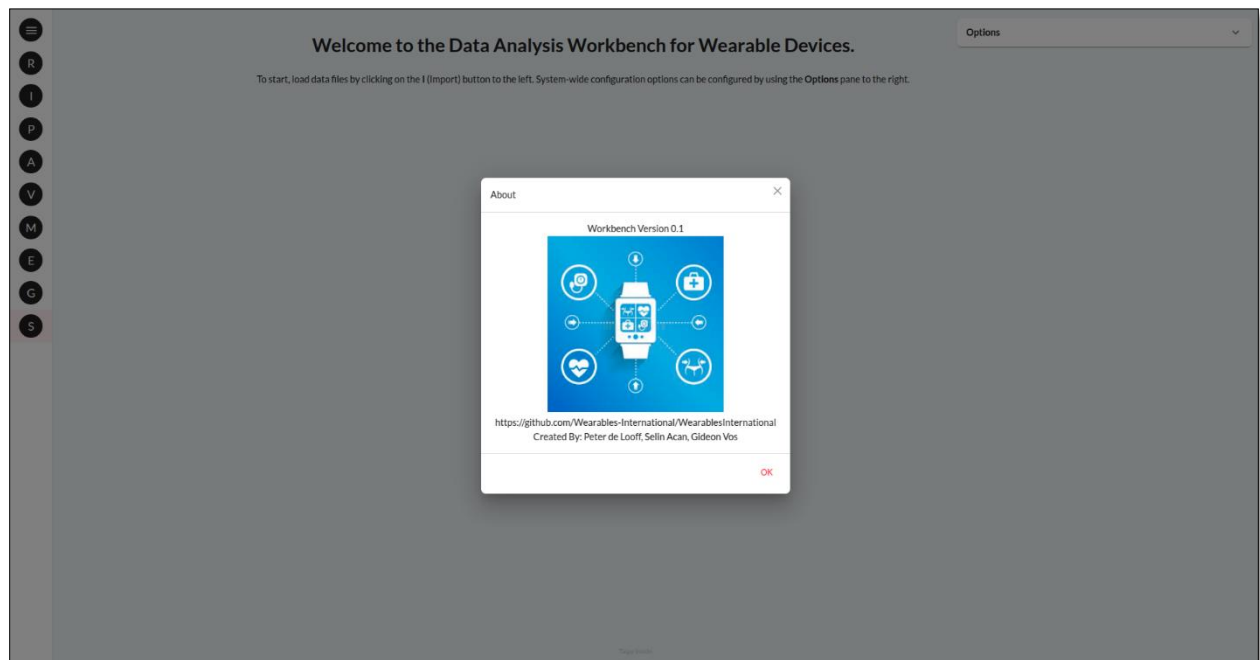 Welcome to the Data Analysis Workbench for Wearable Devices.
Options
To start, load data files by clicking on the I (Import) button to the left. System-wide configuration options can be configured by using the Options pane to the right.
R
I
P
A
V
M
E
G
S
About
Workbench Version 0.1
https://github.com/Wearables-International/WearablesInternational
Created By: Peter de Looff, Selin Acan, Gideon Vos
OK